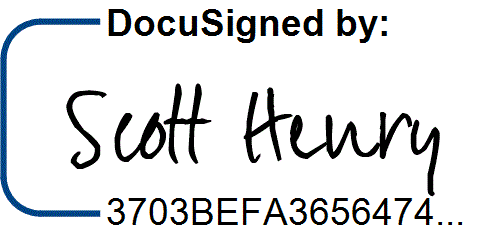 DocuSigned by:
Scott Henry
3703BEFA3656474...